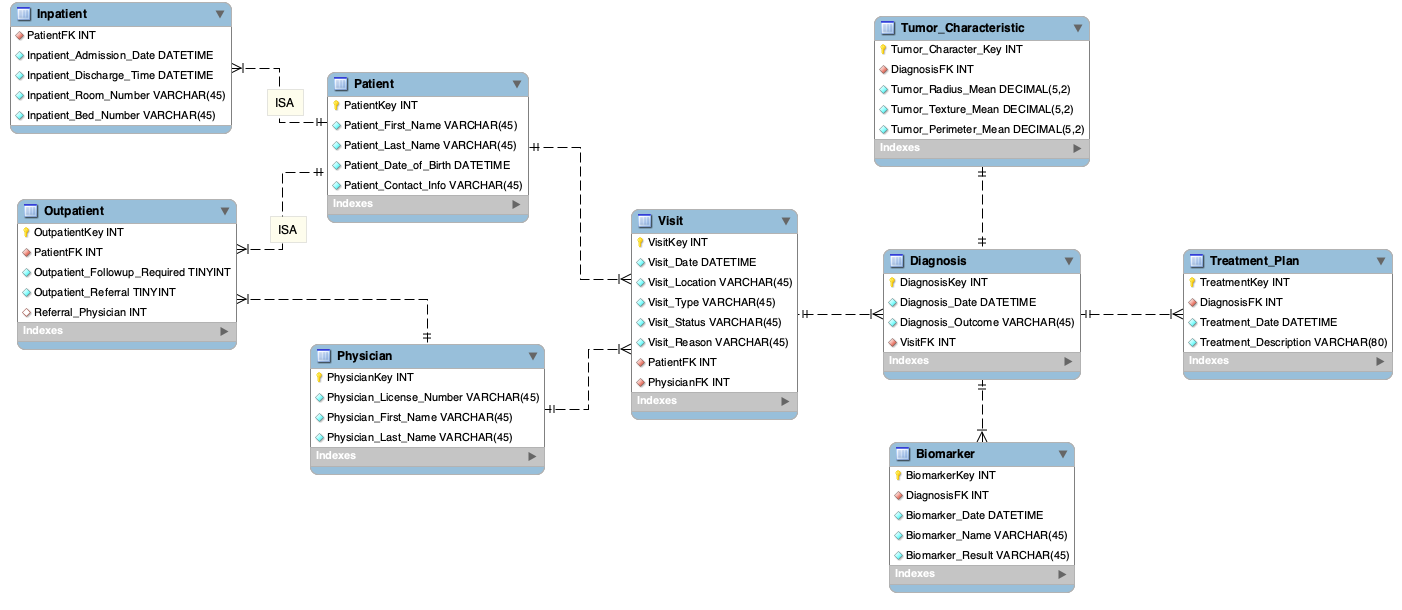 Inpatient
PatientFK INT
Inpatient_Admission_Date DATETIME
Inpatient_Discharge_Time DATETIME
Inpatient_Room_Number VARCHAR(45)
Inpatient_Bed_Number VARCHAR(45)
ISA
Patient
PatientKey INT
Patient_First_Name VARCHAR(45)
Patient_Last_Name VARCHAR(45)
Patient_Date_of_Birth DATETIME
Patient_Contact_Info VARCHAR(45)
Indexes
Outpatient
OutpatientKey INT
PatientFK INT
Outpatient_Followup_Required TINYINT
Outpatient_Referral TINYINT
Referral_Physician INT
Indexes
ISA
Physician
PhysicianKey INT
Physician_License_Number VARCHAR(45)
Physician_First_Name VARCHAR(45)
Physician_Last_Name VARCHAR(45)
Indexes
Visit
VisitKey INT
Visit_Date DATETIME
Visit_Location VARCHAR(45)
Visit_Type VARCHAR(45)
Visit_Status VARCHAR(45)
Visit_Reason VARCHAR(45)
PatientFK INT
PhysicianFK INT
Indexes
Tumor_Characteristic
Tumor_Character_Key INT
DiagnosisFK INT
Tumor_Radius_Mean DECIMAL(5,2)
Tumor_Texture_Mean DECIMAL(5,2)
Tumor_Perimeter_Mean DECIMAL(5,2)
Indexes
Diagnosis
DiagnosisKey INT
Diagnosis_Date DATETIME
Diagnosis_Outcome VARCHAR(45)
VisitFK INT
Indexes
Treatment_Plan
TreatmentKey INT
DiagnosisFK INT
Treatment_Date DATETIME
Treatment_Description VARCHAR(80)
Indexes
Biomarker
BiomarkerKey INT
DiagnosisFK INT
Biomarker_Date DATETIME
Biomarker_Name VARCHAR(45)
Biomarker_Result VARCHAR(45)
Indexes